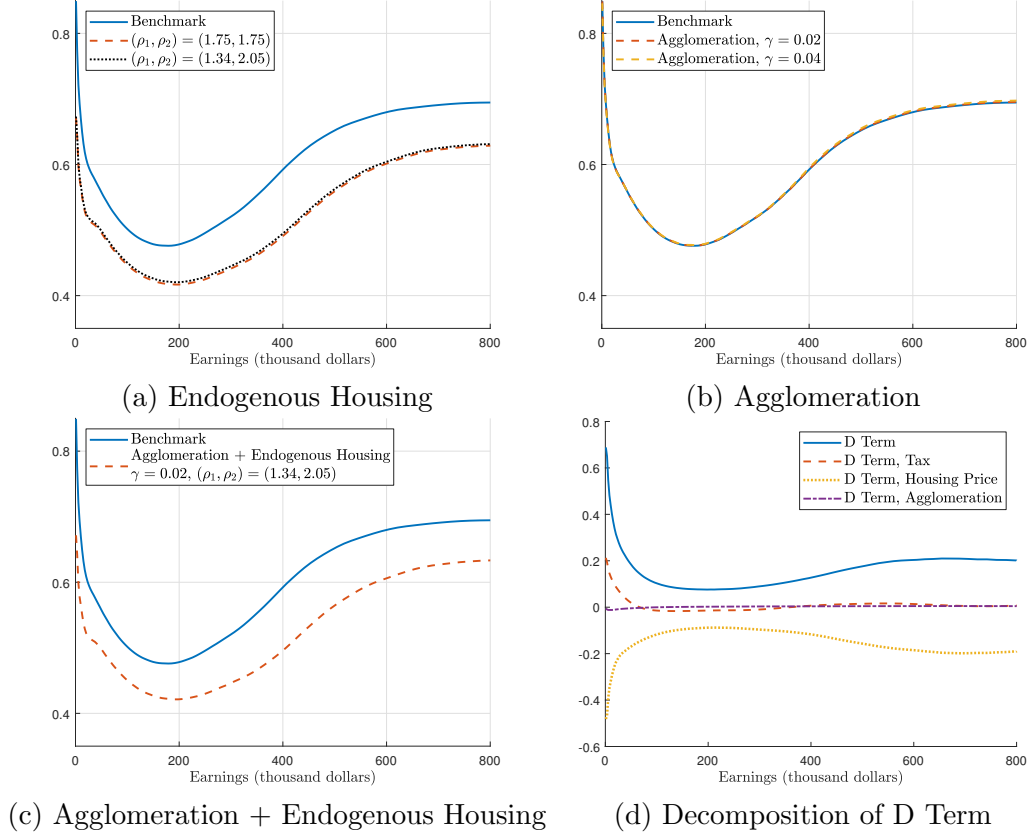 Benchmark
(ρ₁, ρ₂) = (1.75, 1.75)
(ρ₁, ρ₂) = (1.34, 2.05)
0.8
0.6
0.4
0 200 400 600 800
Earnings (thousand dollars)
(a) Endogenous Housing
Benchmark
Agglomeration, γ = 0.02
Agglomeration, γ = 0.04
0.8
0.6
0.4
0 200 400 600 800
Earnings (thousand dollars)
(b) Agglomeration
Benchmark
Agglomeration + Endogenous Housing
γ = 0.02, (ρ₁, ρ₂) = (1.34, 2.05)
0.8
0.6
0.4
0 200 400 600 800
Earnings (thousand dollars)
(c) Agglomeration + Endogenous Housing
D Term
D Term, Tax
D Term, Housing Price
D Term, Agglomeration
0.8
0.6
0.4
0.2
0
-0.2
-0.4
-0.6
0 200 400 600 800
Earnings (thousand dollars)
(d) Decomposition of D Term